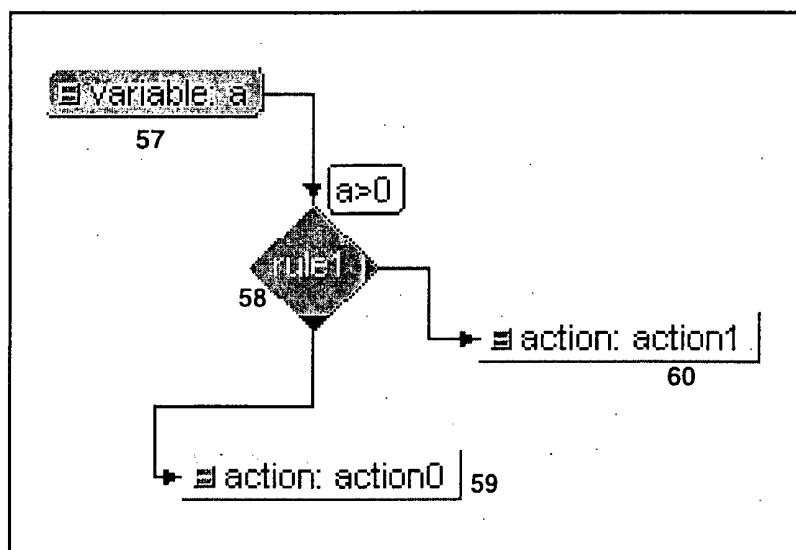 variable: a
57
a>0
rule1
58
action: action1
60
action: action0
59